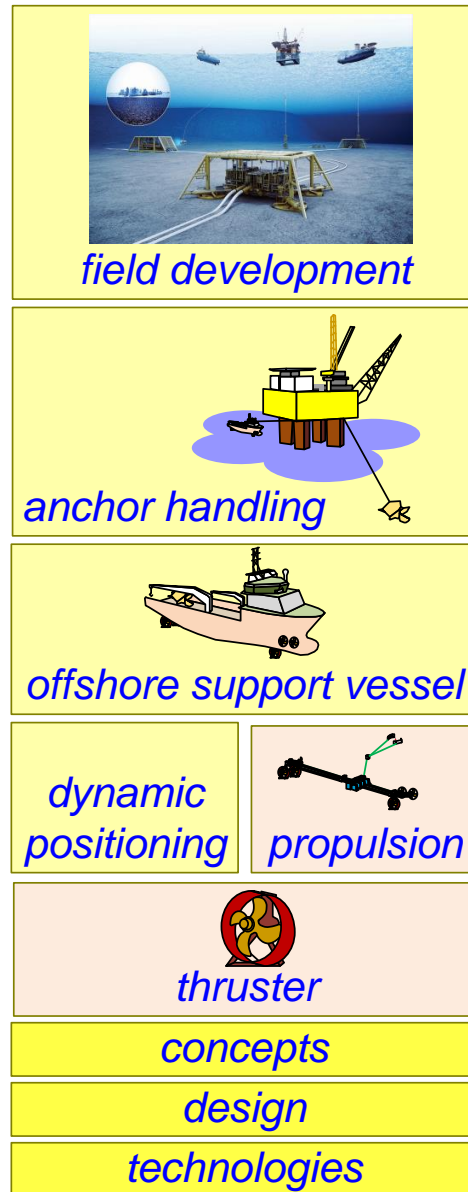 field development
anchor handling
offshore support vessel
dynamic
positioning
propulsion
thruster
concepts
design
technologies